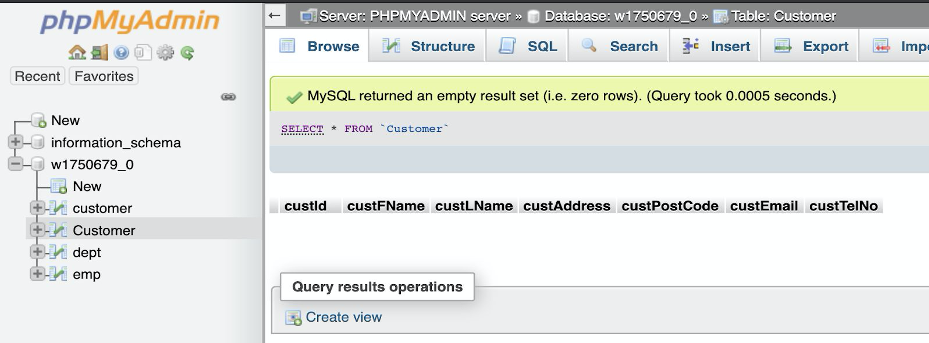 phpMyAdmin
Recent Favorites
New
information_schema
w1750679_0
New
customer
Customer
dept
emp
Server: PHPMYADMIN server » Database: w1750679_0 » Table: Customer
Browse Structure SQL Search Insert Export Impo
MySQL returned an empty result set (i.e. zero rows). (Query took 0.0005 seconds.)
SELECT * FROM `Customer`
custId custFName custLName custAddress custPostCode custEmail custTelNo
Query results operations
Create view